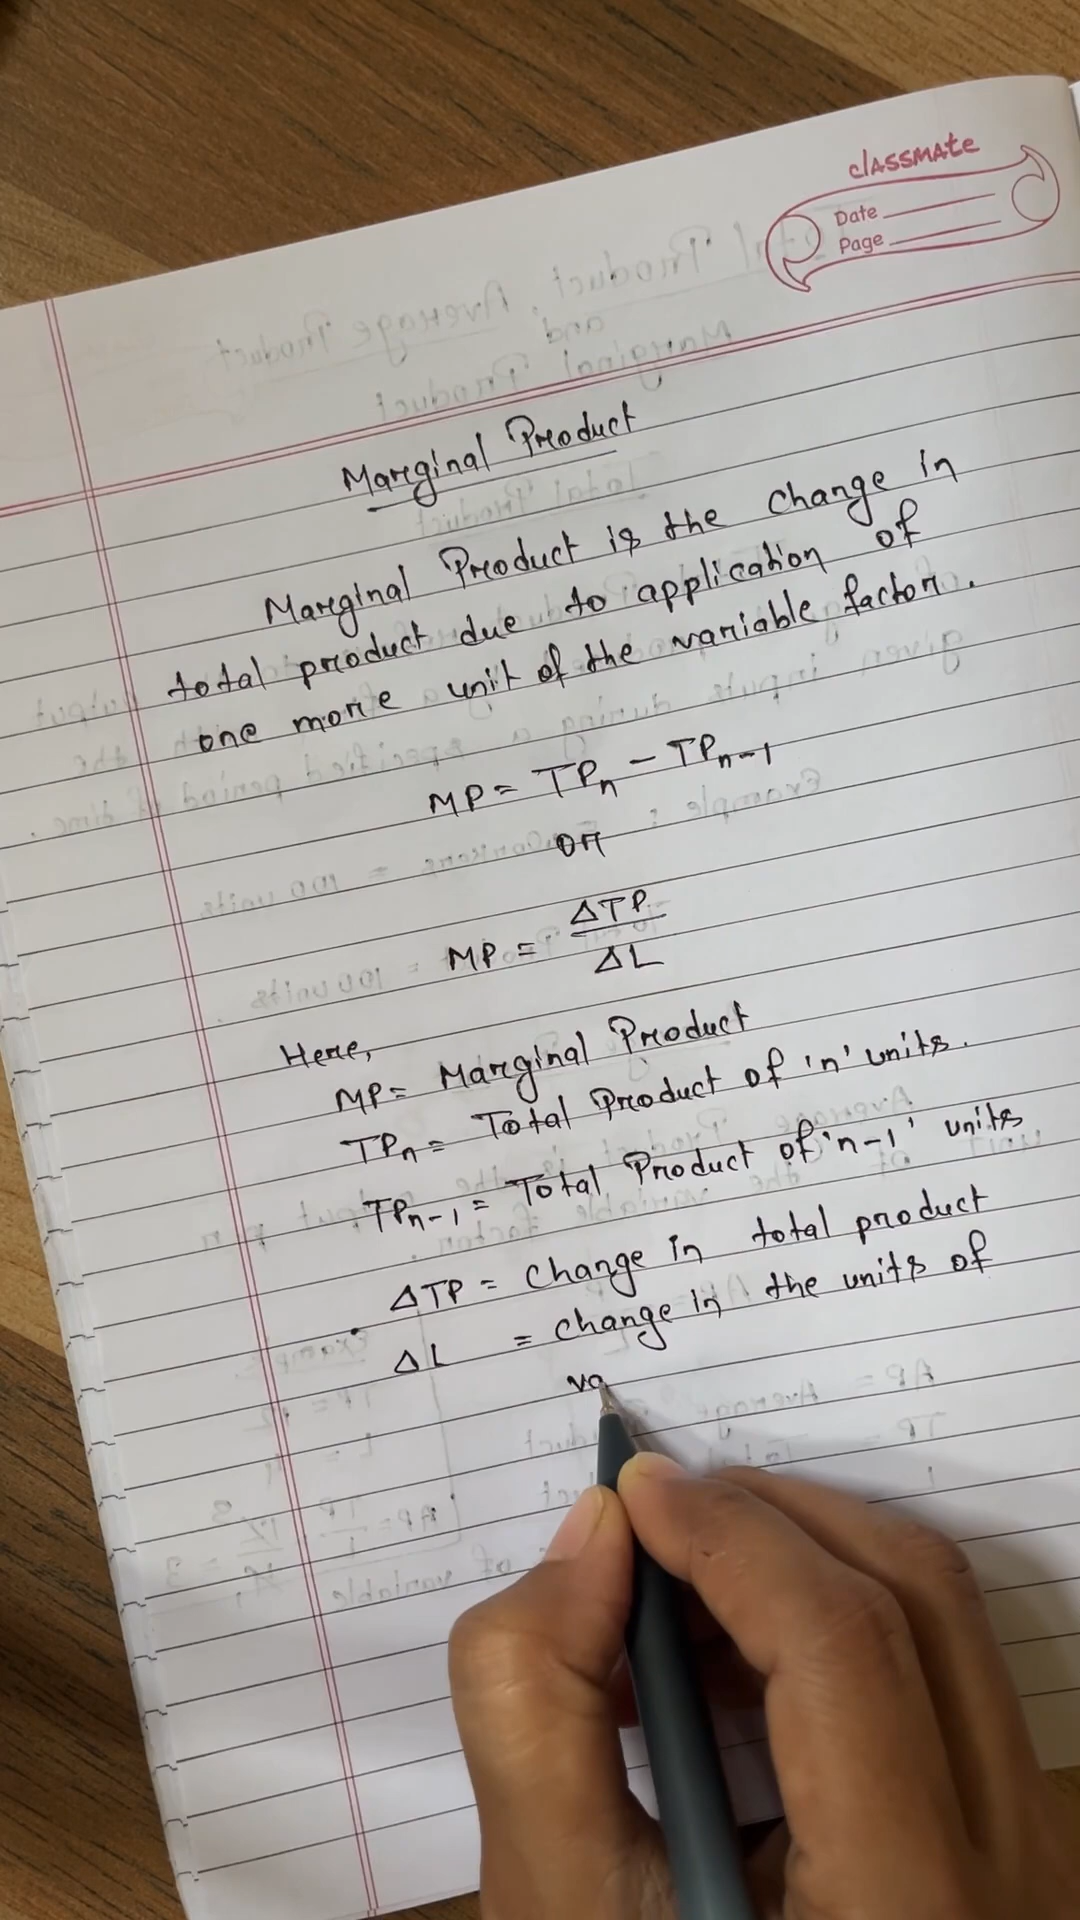 classmate
Date
Page
Marginal Product
Marginal Product is the change in
total product due to application of
one more unit of the variable factor.
MP = TPₙ − TPₙ₋₁
or
MP = ΔTP/ΔL
Here,
MP = Marginal Product
TPₙ = Total Product of 'n' units.
TPₙ₋₁ = Total Product of 'n-1' units
ΔTP = change in total product
ΔL = change in the units of
va